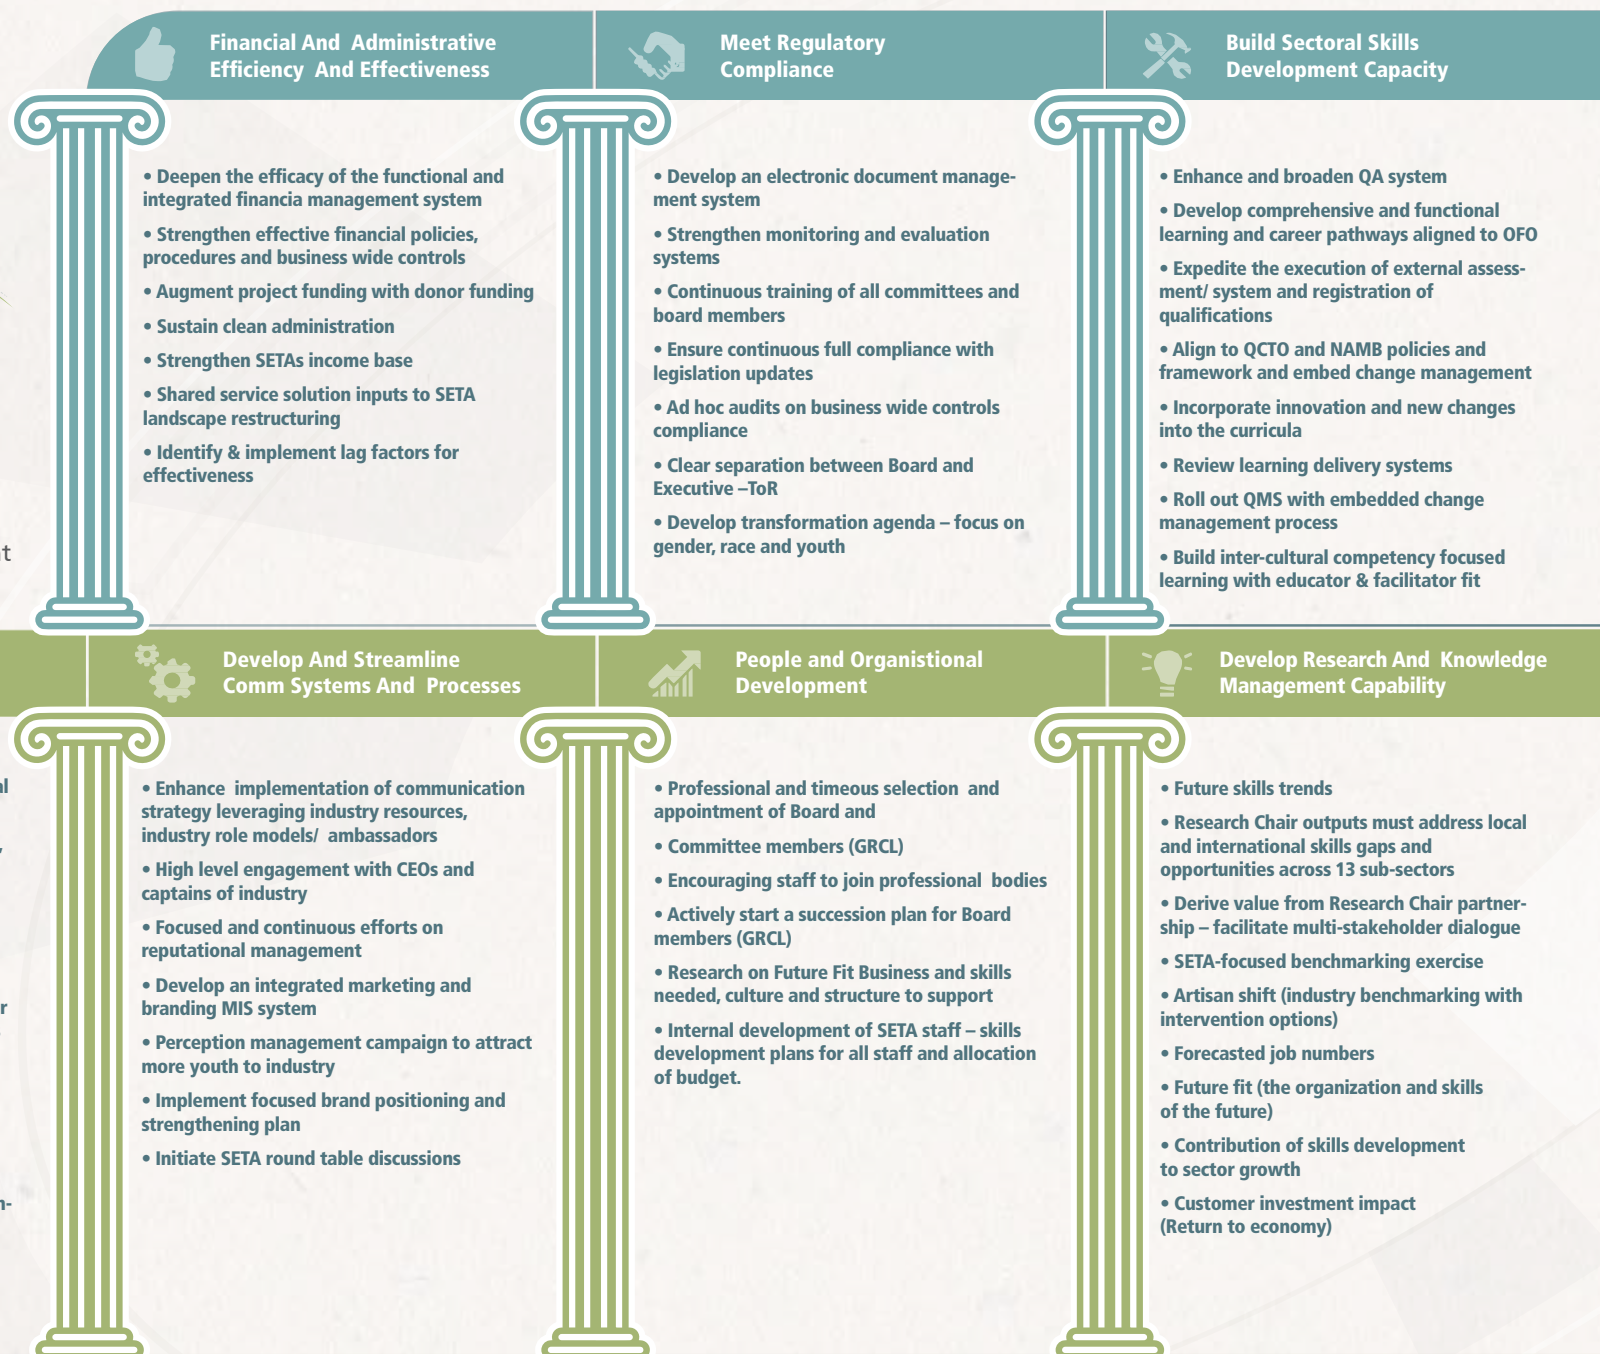 Financial And  Administrative
Efficiency  And Effectiveness
Meet Regulatory
Compliance
Build Sectoral Skills
Development Capacity
• Deepen the efficacy of the functional and
integrated financia management system
• Strengthen effective financial policies,
procedures and business wide controls
• Augment project funding with donor funding
• Sustain clean administration
• Strengthen SETAs income base
• Shared service solution inputs to SETA
landscape restructuring
• Identify & implement lag factors for
effectiveness
• Develop an electronic document manage-
ment system
• Strengthen monitoring and evaluation
systems
• Continuous training of all committees and
board members
• Ensure continuous full compliance with
legislation updates
• Ad hoc audits on business wide controls
compliance
• Clear separation between Board and
Executive –ToR
• Develop transformation agenda – focus on
gender, race and youth
• Enhance and broaden QA system
• Develop comprehensive and functional
learning and career pathways aligned to OFO
• Expedite the execution of external assess-
ment/ system and registration of
qualifications
• Align to QCTO and NAMB policies and
framework and embed change management
• Incorporate innovation and new changes
into the curricula
• Review learning delivery systems
• Roll out QMS with embedded change
management process
• Build inter-cultural competency focused
learning with educator & facilitator fit
Develop And Streamline
Comm Systems And  Processes
People and Organistional
Development
Develop Research And  Knowledge
Management Capability
• Enhance  implementation of communication
strategy leveraging industry resources,
industry role models/  ambassadors
• High level engagement with CEOs and
captains of industry
• Focused and continuous efforts on
reputational management
• Develop an integrated marketing and
branding MIS system
• Perception management campaign to attract
more youth to industry
• Implement focused brand positioning and
strengthening plan
• Initiate SETA round table discussions
• Professional and timeous selection  and
appointment of Board and
• Committee members (GRCL)
• Encouraging staff to join professional  bodies
• Actively start a succession plan for Board
members (GRCL)
• Research on Future Fit Business and skills
needed, culture and structure to support
• Internal development of SETA staff – skills
development plans for all staff and allocation
of budget.
• Future skills trends
• Research Chair outputs must address local
and international skills gaps and
opportunities across 13 sub-sectors
• Derive value from Research Chair partner-
ship – facilitate multi-stakeholder dialogue
• SETA-focused benchmarking exercise
• Artisan shift (industry benchmarking with
intervention options)
• Forecasted job numbers
• Future fit (the organization and skills
of the future)
• Contribution of skills development
to sector growth
• Customer investment impact
(Return to economy)